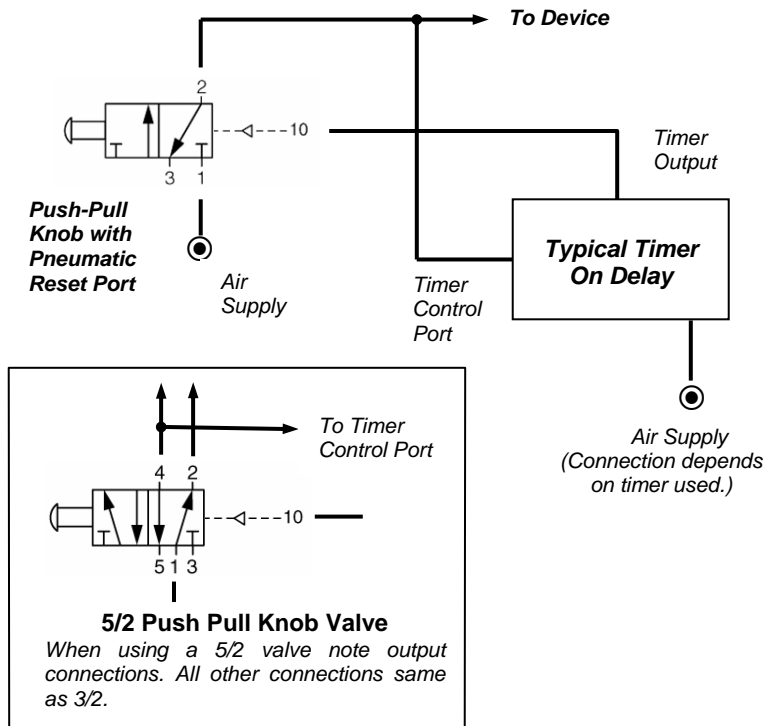 To Device
2
10
3 1
Timer
Output
Push-Pull
Knob with
Pneumatic
Reset Port
Air
Supply
Timer
Control
Port
Typical Timer
On Delay
Air Supply
(Connection depends
on timer used.)
To Timer
Control Port
4 2
10
5 1 3
5/2 Push Pull Knob Valve
When using a 5/2 valve note output
connections. All other connections same
as 3/2.